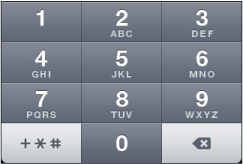 1 2 3
ABC DEF
4 5 6
GHI JKL MNO
7 8 9
PQRS TUV WXYZ
+*# 0